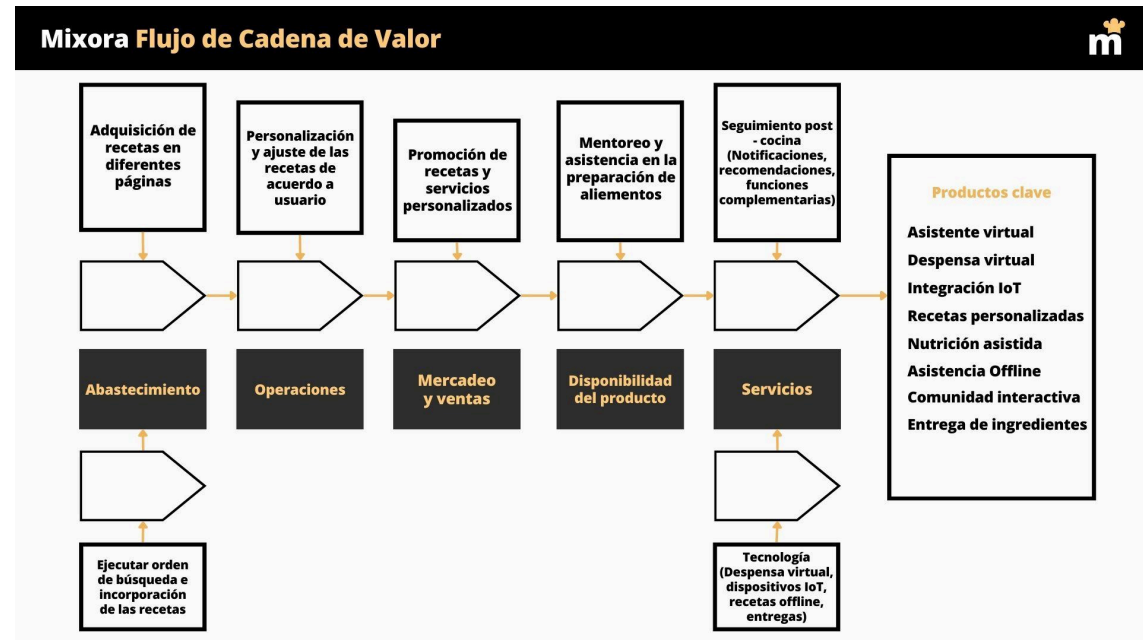 Mixora Flujo de Cadena de Valor
m
Adquisición de
recetas en
diferentes
páginas
Personalización
y ajuste de las
recetas de
acuerdo a
usuario
Promoción de
recetas y
servicios
personalizados
Mentoreo y
asistencia en la
preparación de
aliementos
Seguimiento post
- cocina
(Notificaciones,
recomendaciones,
funciones
complementarias)
Productos clave
Asistente virtual
Despensa virtual
Integración IoT
Recetas personalizadas
Nutrición asistida
Asistencia Offline
Comunidad interactiva
Entrega de ingredientes
Abastecimiento
Operaciones
Mercadeo
y ventas
Disponibilidad
del producto
Servicios
Ejecutar orden
de búsqueda e
incorporación
de las recetas
Tecnología
(Despensa virtual,
dispositivos IoT,
recetas offline,
entregas)